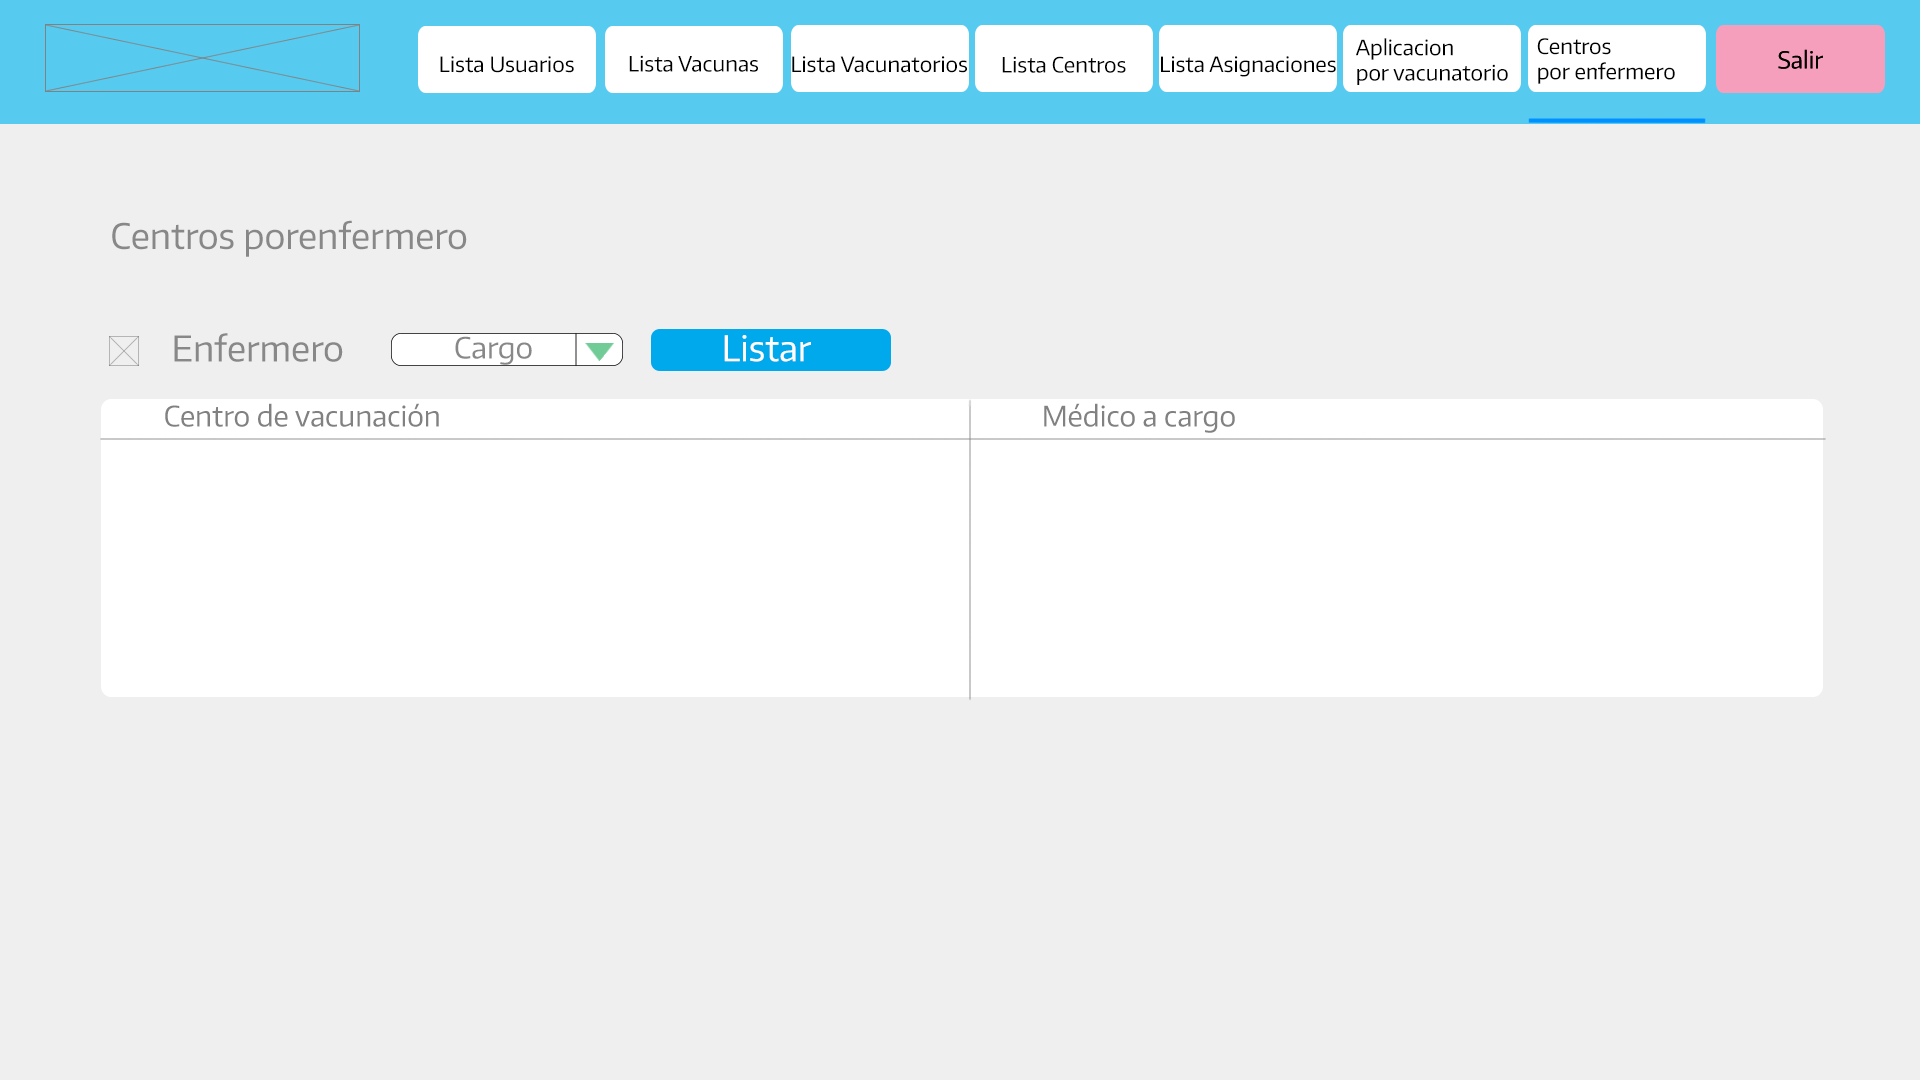 Lista Usuarios
Lista Vacunas
Lista Vacunatorios
Lista Centros
Lista Asignaciones
Aplicacion
por vacunatorio
Centros
por enfermero
Salir
Centros porenfermero
Enfermero
Cargo
Listar
Centro de vacunación
Médico a cargo